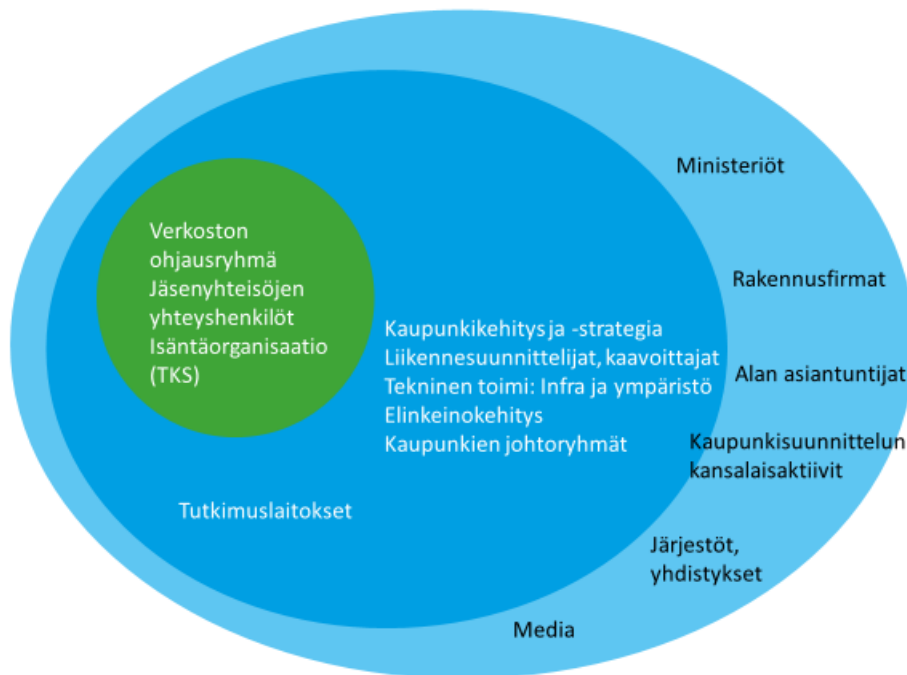 Ministeriöt
Verkoston
ohjausryhmä
Jäsenyhteisöjen
yhteyshenkilöt
Isäntäorganisaatio
(TKS)
Rakennusfirmat
Kaupunkikehitys ja -strategia
Liikennesuunnittelijat, kaavoittajat
Tekninen toimi: Infra ja ympäristö
Elinkeinokehitys
Kaupunkien johtoryhmät
Alan asiantuntijat
Kaupunkisuunnittelun
kansalaisaktiivit
Tutkimuslaitokset
Järjestöt,
yhdistykset
Media